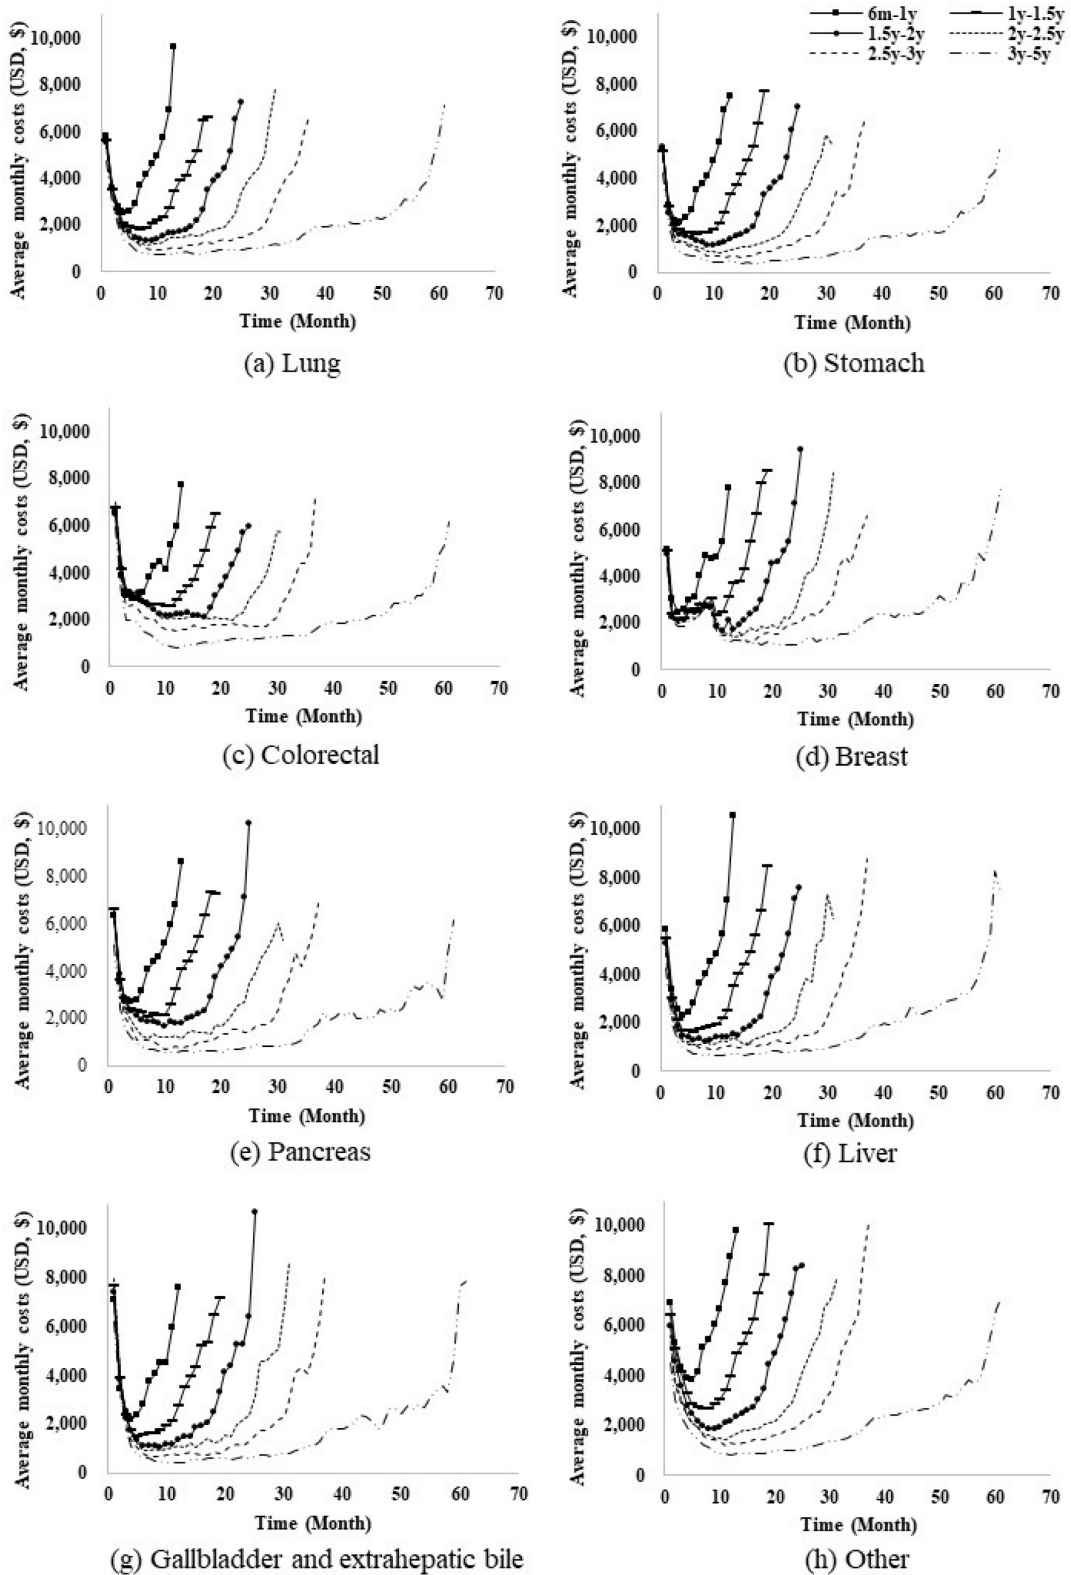 6m-1y 1y-1.5y
1.5y-2y 2y-2.5y
2.5y-3y 3y-5y
Average monthly costs (USD, $)
10,000
8,000
6,000
4,000
2,000
0
0 10 20 30 40 50 60 70
Time (Month)
(a) Lung
Average monthly costs (USD, $)
10,000
8,000
6,000
4,000
2,000
0
0 10 20 30 40 50 60 70
Time (Month)
(b) Stomach
Average monthly costs (USD, $)
10,000
8,000
6,000
4,000
2,000
0
0 10 20 30 40 50 60 70
Time (Month)
(c) Colorectal
Average monthly costs (USD, $)
10,000
8,000
6,000
4,000
2,000
0
0 10 20 30 40 50 60 70
Time (Month)
(d) Breast
Average monthly costs (USD, $)
10,000
8,000
6,000
4,000
2,000
0
0 10 20 30 40 50 60 70
Time (Month)
(e) Pancreas
Average monthly costs (USD, $)
10,000
8,000
6,000
4,000
2,000
0
0 10 20 30 40 50 60 70
Time (Month)
(f) Liver
Average monthly costs (USD, $)
10,000
8,000
6,000
4,000
2,000
0
0 10 20 30 40 50 60 70
Time (Month)
(g) Gallbladder and extrahepatic bile
Average monthly costs (USD, $)
10,000
8,000
6,000
4,000
2,000
0
0 10 20 30 40 50 60 70
Time (Month)
(h) Other